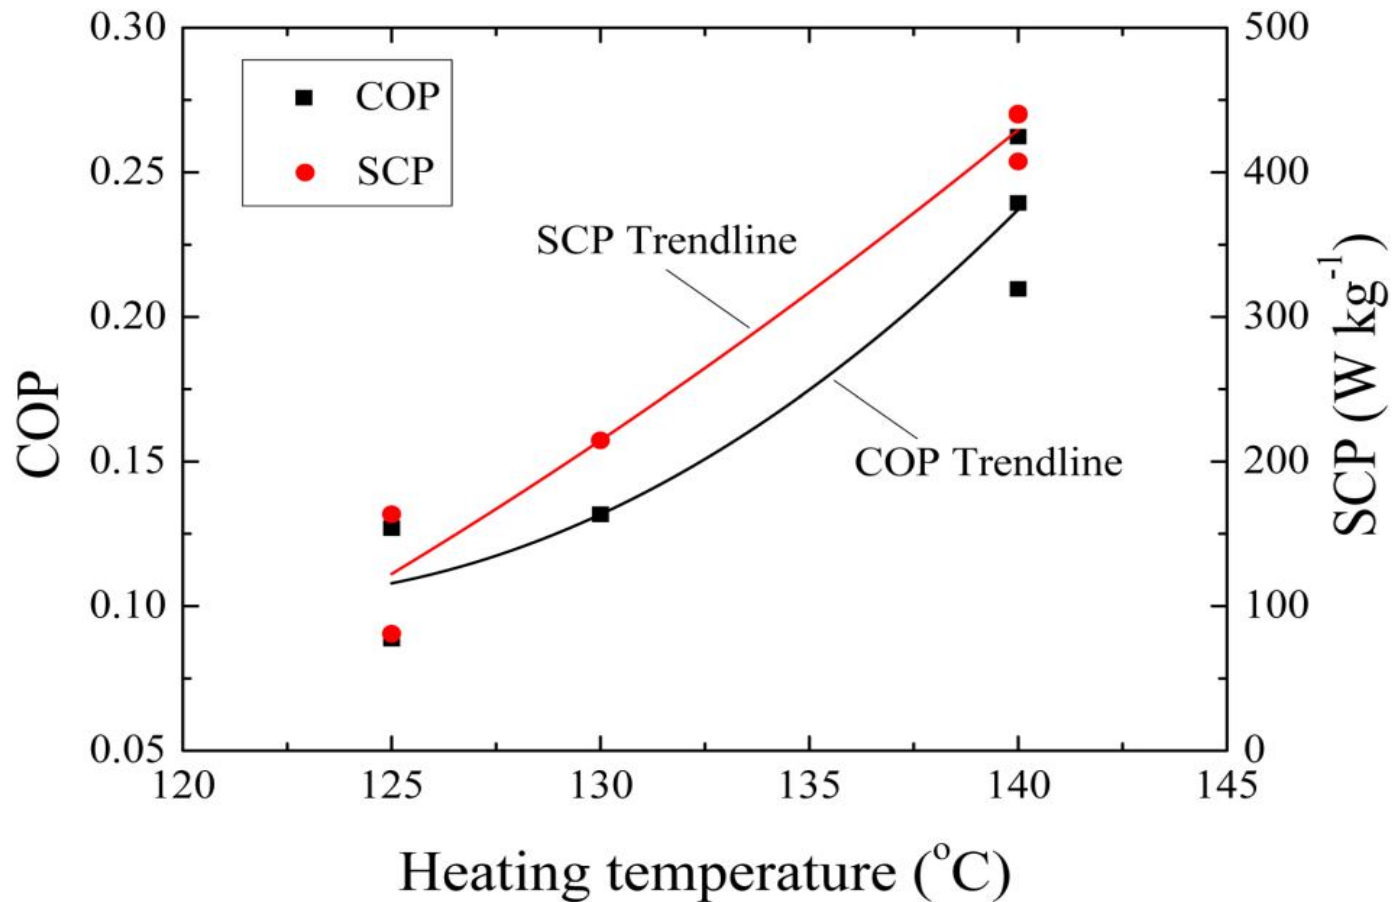 0.30
0.25
0.20
0.15
0.10
0.05
COP
COP
SCP
SCP Trendline
COP Trendline
500
400
300
200
100
0
SCP (W kg⁻¹)
120 125 130 135 140 145
Heating temperature (°C)